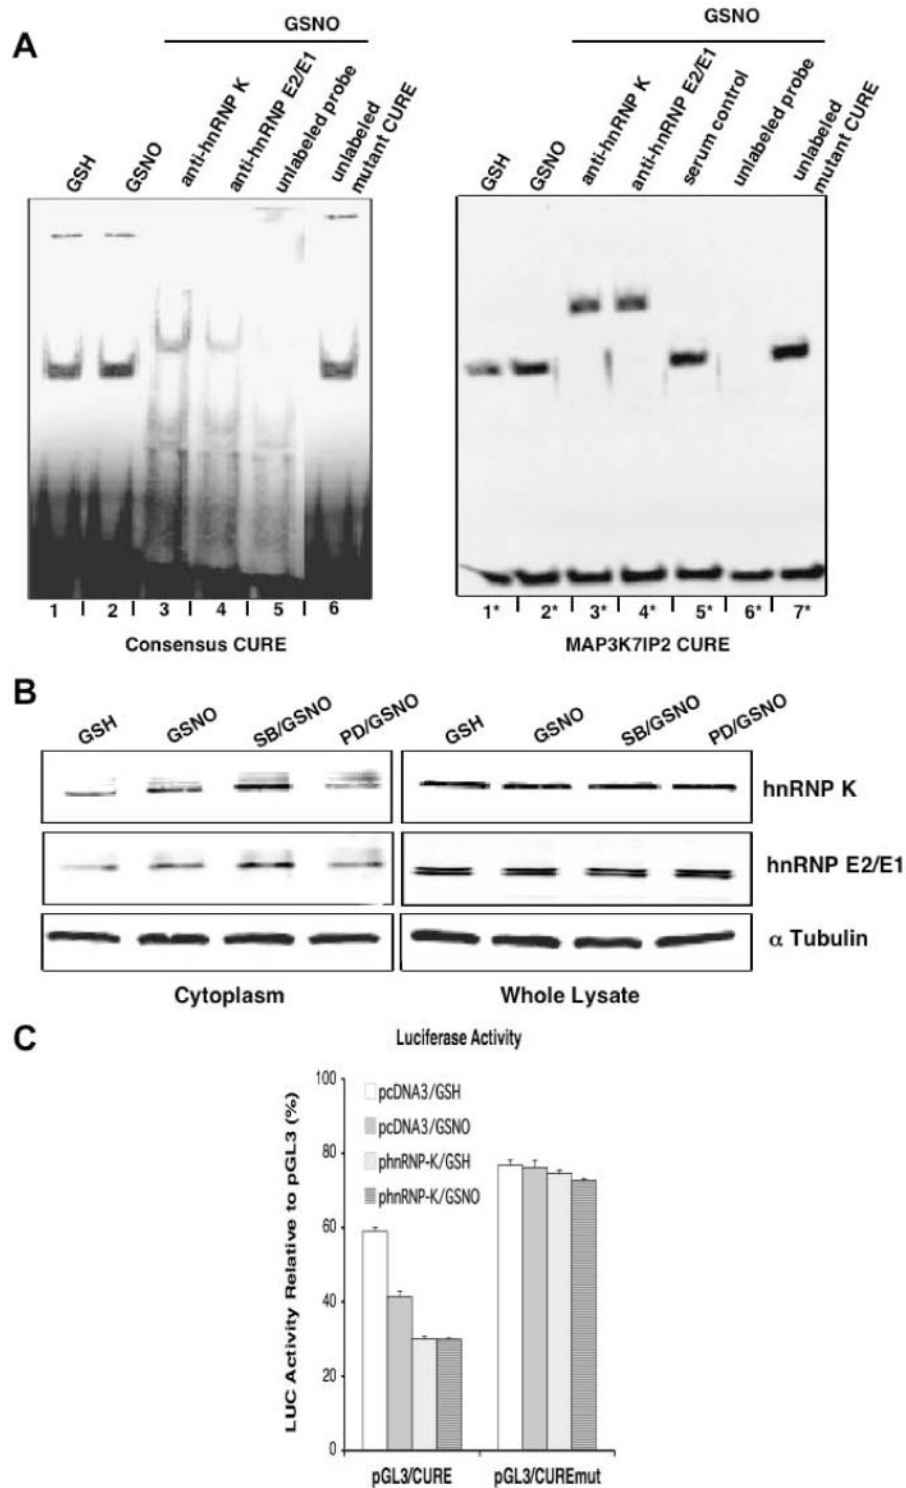 A
GSNO
GSH
GSNO
anti-hnRNP K
anti-hnRNP E2/E1
unlabeled probe
unlabeled
mutant CURE
1 2 3 4 5 6
Consensus CURE
GSNO
GSH
GSNO
anti-hnRNP K
anti-hnRNP E2/E1
serum control
unlabeled probe
unlabeled
mutant CURE
1* 2* 3* 4* 5* 6* 7*
MAP3K7IP2 CURE
B
GSH GSNO SB/GSNO PD/GSNO GSH GSNO SB/GSNO PD/GSNO
hnRNP K
hnRNP E2/E1
α Tubulin
Cytoplasm Whole Lysate
C
Luciferase Activity
LUC Activity Relative to pGL3 (%)
100
80
60
40
20
0
pcDNA3/GSH
pcDNA3/GSNO
phnRNP-K/GSH
phnRNP-K/GSNO
pGL3/CURE pGL3/CUREmut